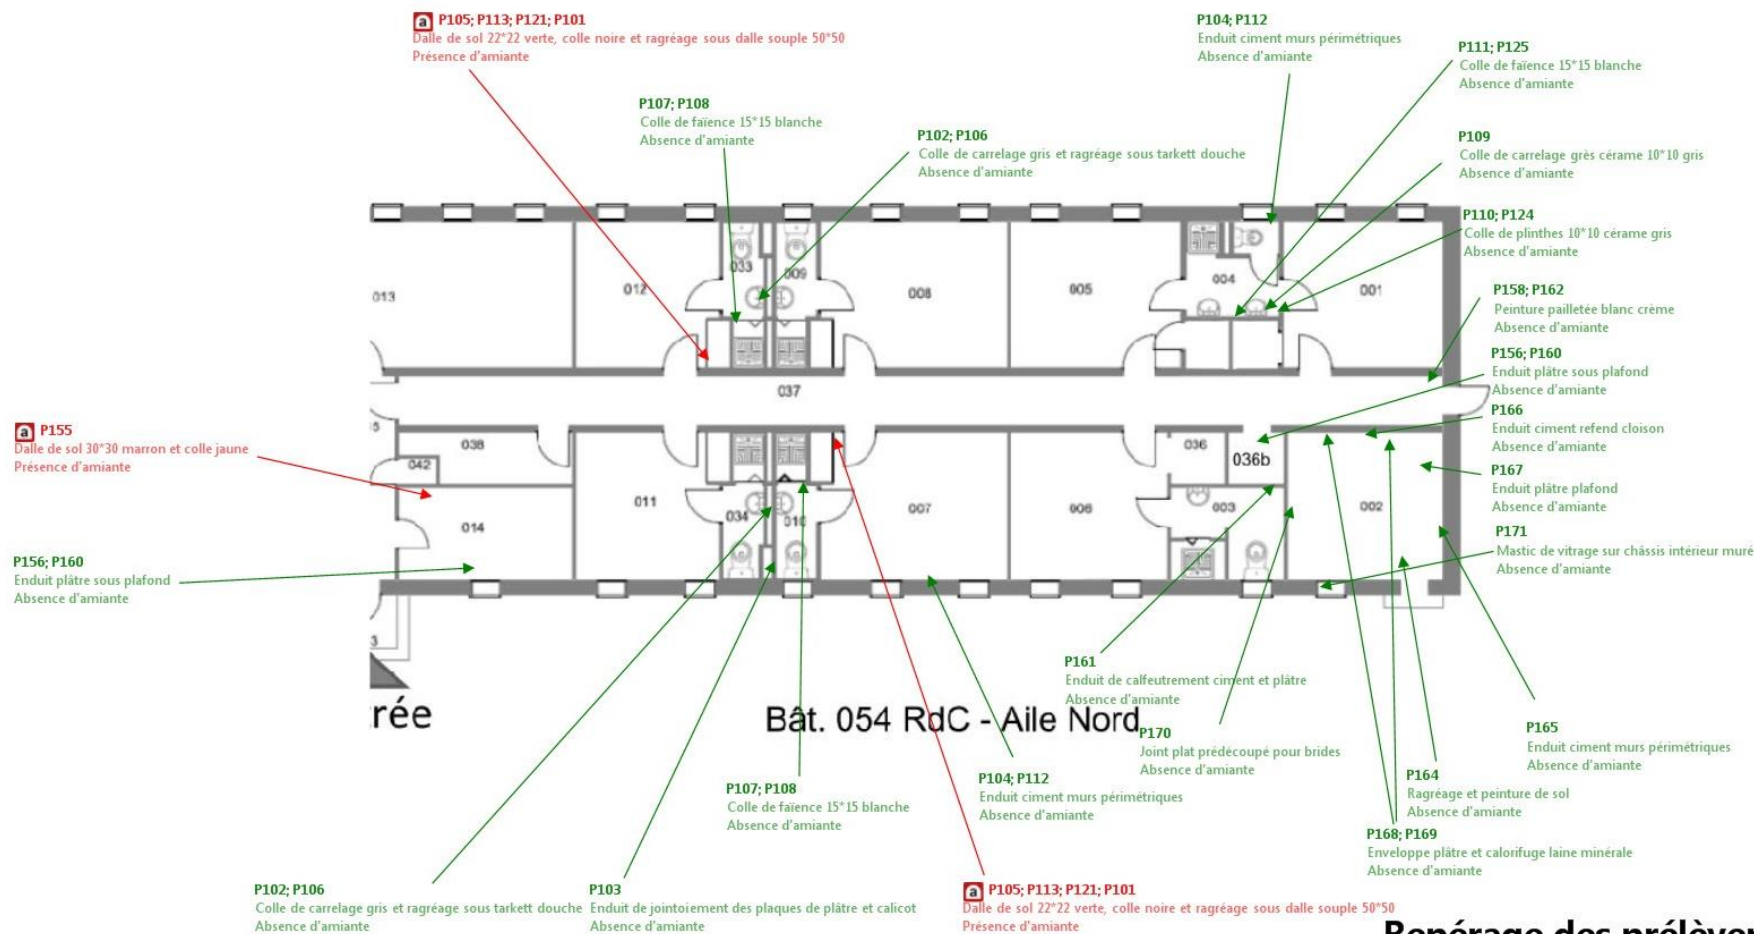 a P105; P113; P121; P101
Dalle de sol 22*22 verte, colle noire et ragréage sous dalle souple 50*50
Présence d'amiante
P104; P112
Enduit ciment murs périmétriques
Absence d'amiante
P111; P125
Colle de faïence 15*15 blanche
Absence d'amiante
P107; P108
Colle de faïence 15*15 blanche
Absence d'amiante
P102; P106
Colle de carrelage gris et ragréage sous tarkett douche
Absence d'amiante
P109
Colle de carrelage grès cérame 10*10 gris
Absence d'amiante
P110; P124
Colle de plinthes 10*10 cérame gris
Absence d'amiante
P158; P162
Peinture pailletée blanc crème
Absence d'amiante
P156; P160
Enduit plâtre sous plafond
Absence d'amiante
P166
Enduit ciment refend cloison
Absence d'amiante
P167
Enduit plâtre plafond
Absence d'amiante
P171
Mastic de vitrage sur châssis intérieur muré
Absence d'amiante
013
012
033
009
008
005
004
001
037
038
042
014
011
034
010
007
006
036
036b
003
002
5
3
a P155
Dalle de sol 30*30 marron et colle jaune
Présence d'amiante
P156; P160
Enduit plâtre sous plafond
Absence d'amiante
rée
Bât. 054 RdC - Aile Nord
P161
Enduit de calfeutrement ciment et plâtre
Absence d'amiante
P170
Joint plat prédécoupé pour brides
Absence d'amiante
P165
Enduit ciment murs périmétriques
Absence d'amiante
P164
Ragréage et peinture de sol
Absence d'amiante
P107; P108
Colle de faïence 15*15 blanche
Absence d'amiante
P104; P112
Enduit ciment murs périmétriques
Absence d'amiante
P168; P169
Enveloppe plâtre et calorifuge laine minérale
Absence d'amiante
P102; P106
Colle de carrelage gris et ragréage sous tarkett douche
Absence d'amiante
P103
Enduit de jointoiement des plaques de plâtre et calicot
Absence d'amiante
a P105; P113; P121; P101
Dalle de sol 22*22 verte, colle noire et ragréage sous dalle souple 50*50
Présence d'amiante
Repérage des prélève